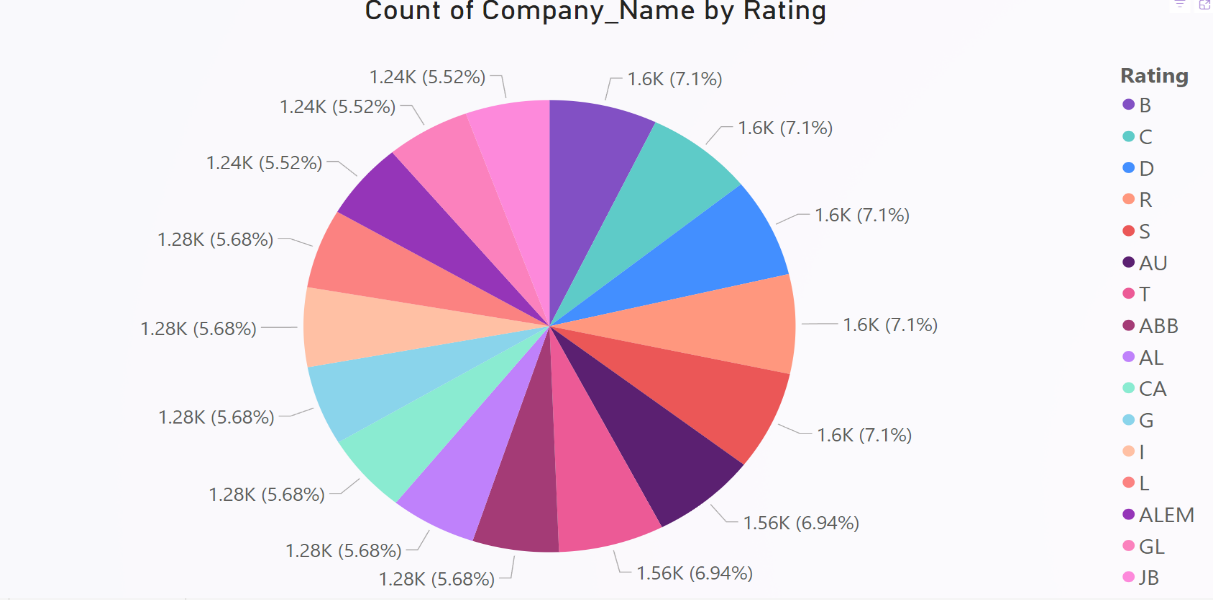 Count of Company_Name by Rating
1.24K (5.52%)
1.6K (7.1%)
1.24K (5.52%)
1.6K (7.1%)
1.24K (5.52%)
1.6K (7.1%)
1.28K (5.68%)
1.28K (5.68%)
1.6K (7.1%)
1.28K (5.68%)
1.6K (7.1%)
1.28K (5.68%)
1.56K (6.94%)
1.28K (5.68%)
1.28K (5.68%)
1.56K (6.94%)
Rating
B
C
D
R
S
AU
T
ABB
AL
CA
G
I
L
ALEM
GL
JB